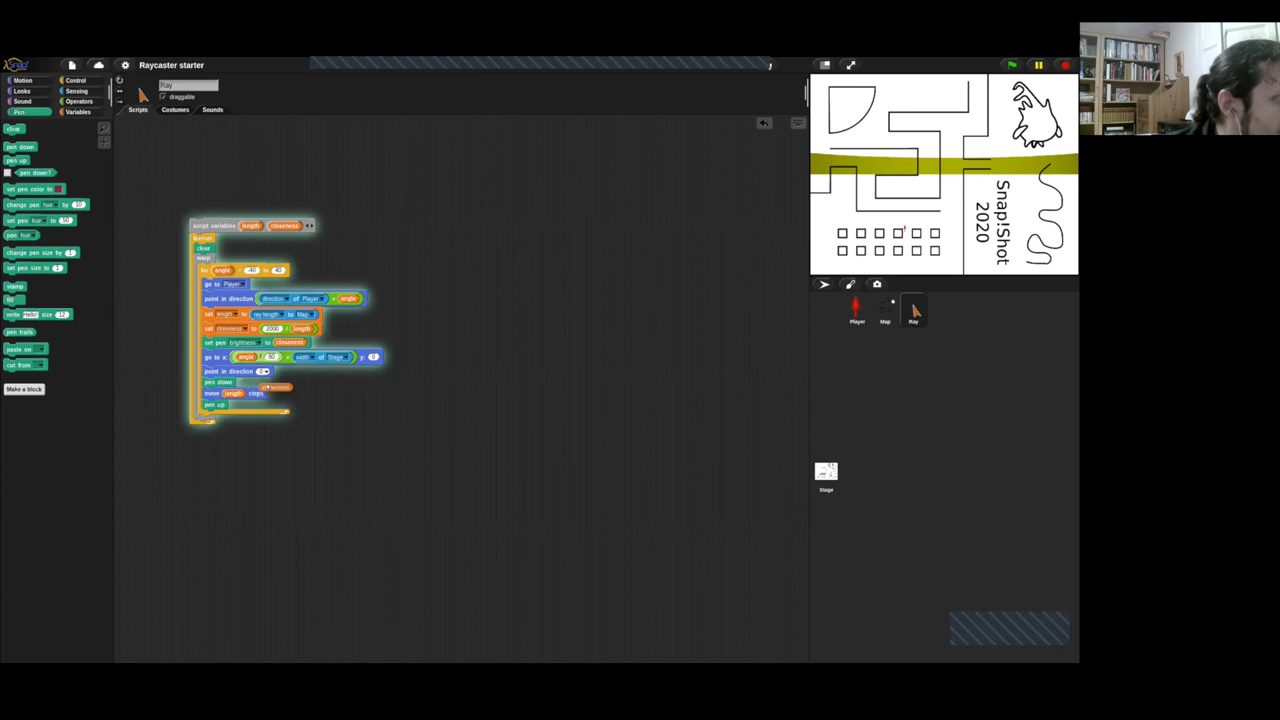 Snap!
Raycaster starter
Motion
Control
Looks
Sensing
Sound
Operators
Pen
Variables
Ray
draggable
Scripts
Costumes
Sounds
clear
pen down
pen up
pen down?
set pen color to
change pen hue by 10
set pen hue to 50
pen hue
change pen size by 1
set pen size to 1
stamp
fill
write Hello! size 12
pen trails
paste on
cut from
Make a block
script variables length closeness
forever
clear
warp
for angle = -40 to 40
go to Player
point in direction direction of Player + angle
set length to ray-length to Map
set closeness to 2000 / length
set pen brightness to closeness
go to x: angle / 80 × width of Stage y: 0
point in direction 0
pen down
closeness
move length steps
pen up
Snap!Shot
2020
Player
Map
Ray
Stage